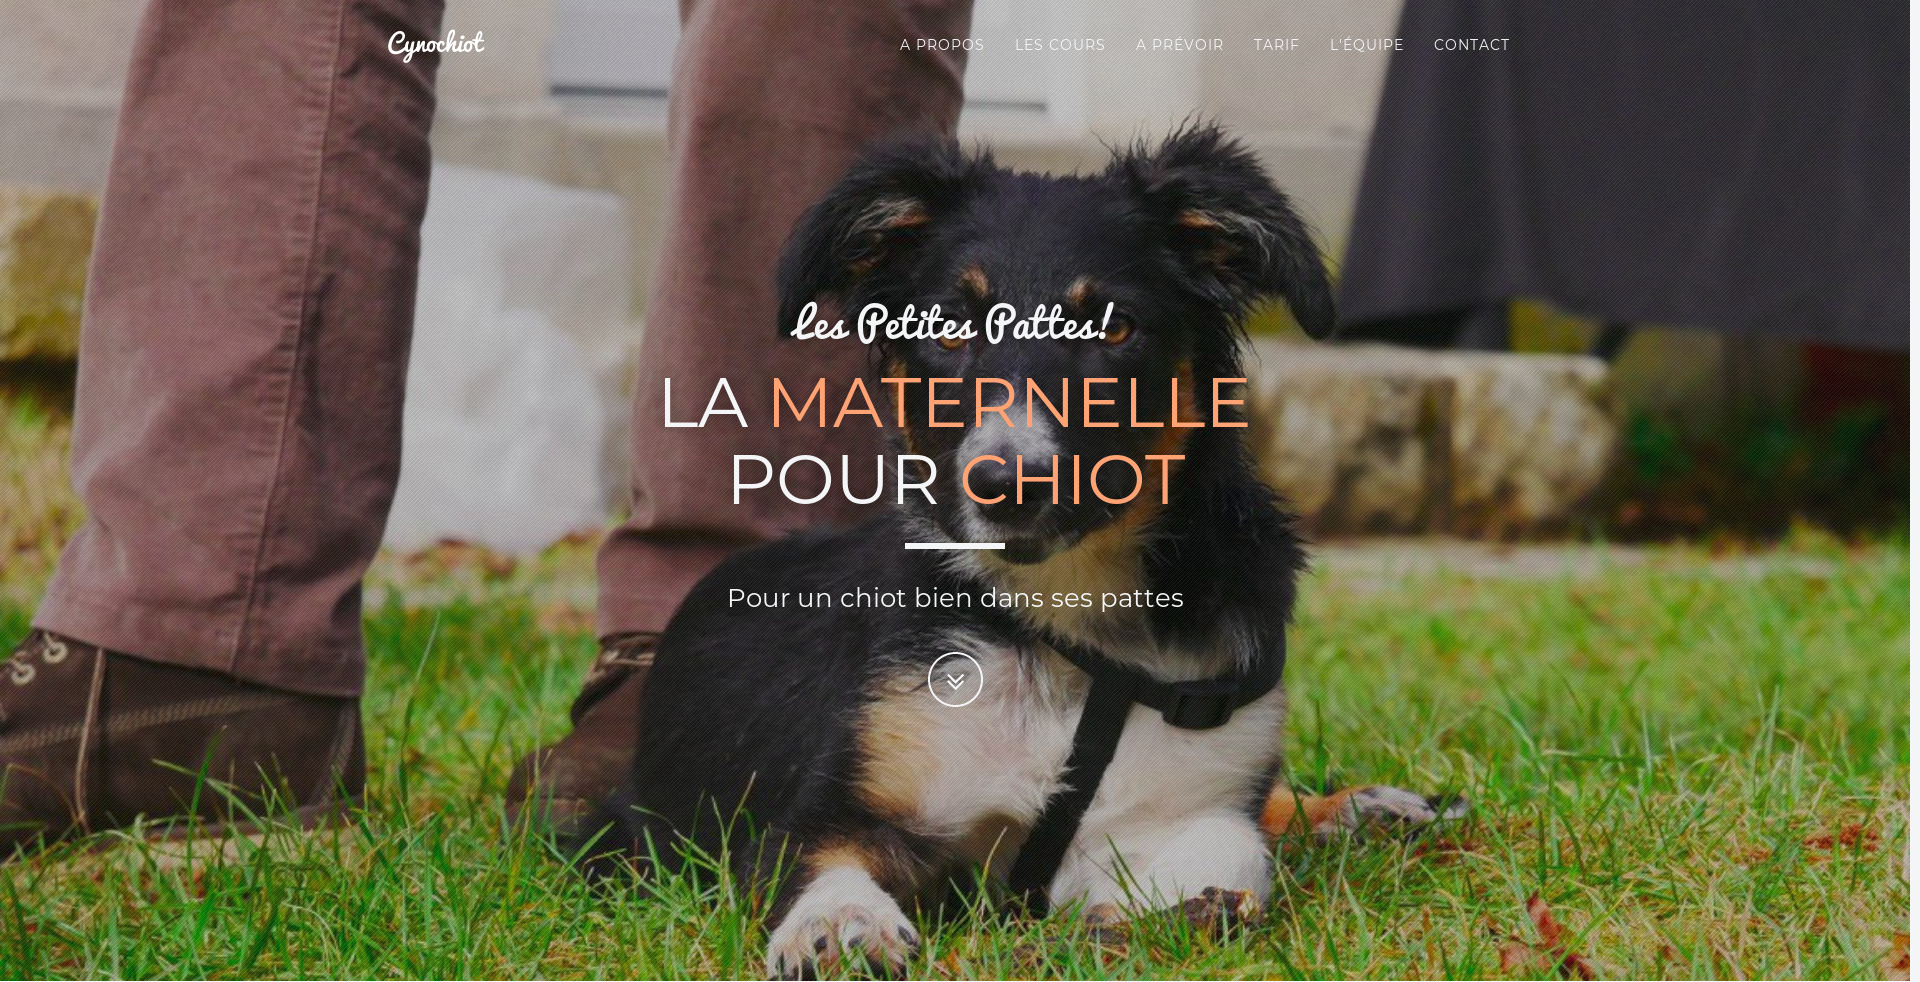 Cynochiot
A PROPOS LES COURS A PRÉVOIR TARIF L'ÉQUIPE CONTACT
Les Petites Pattes!
LA MATERNELLE
POUR CHIOT
Pour un chiot bien dans ses pattes